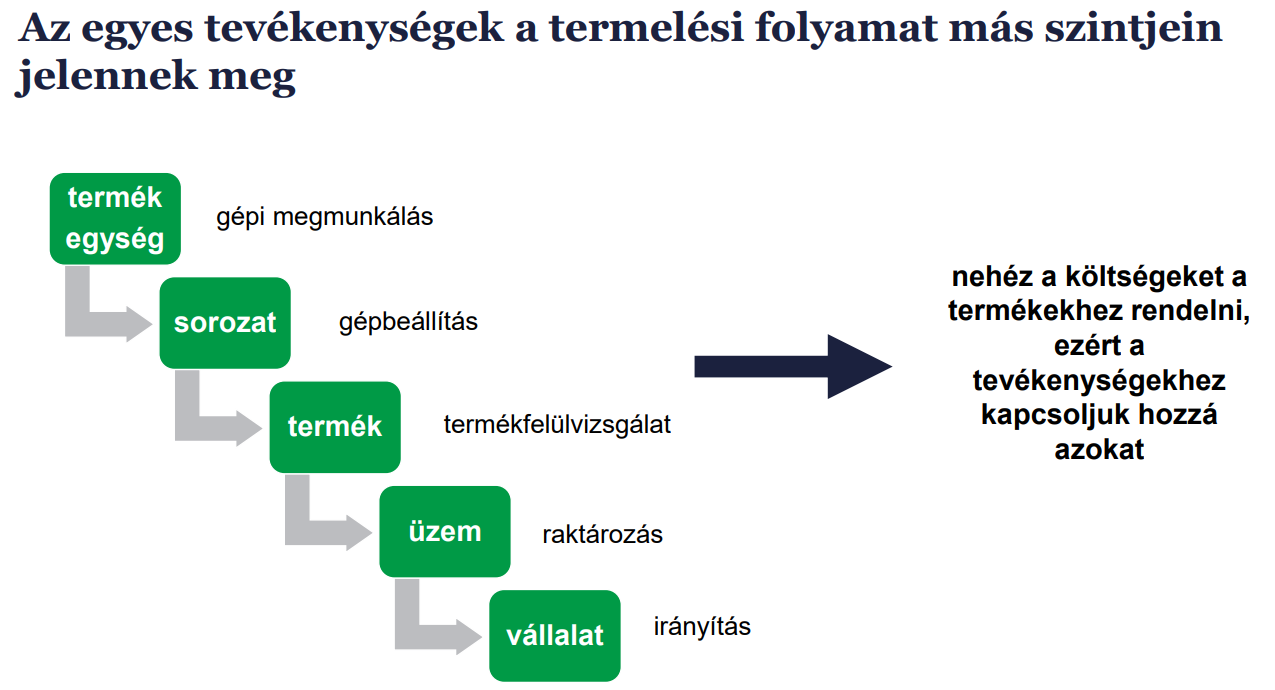 Az egyes tevékenységek a termelési folyamat más szintjein
jelennek meg
termék
egység
gépi megmunkálás
sorozat
gépbeállítás
termék
termékfelülvizsgálat
üzem
raktározás
vállalat
irányítás
nehéz a költségeket a
termékekhez rendelni,
ezért a
tevékenységekhez
kapcsoljuk hozzá
azokat